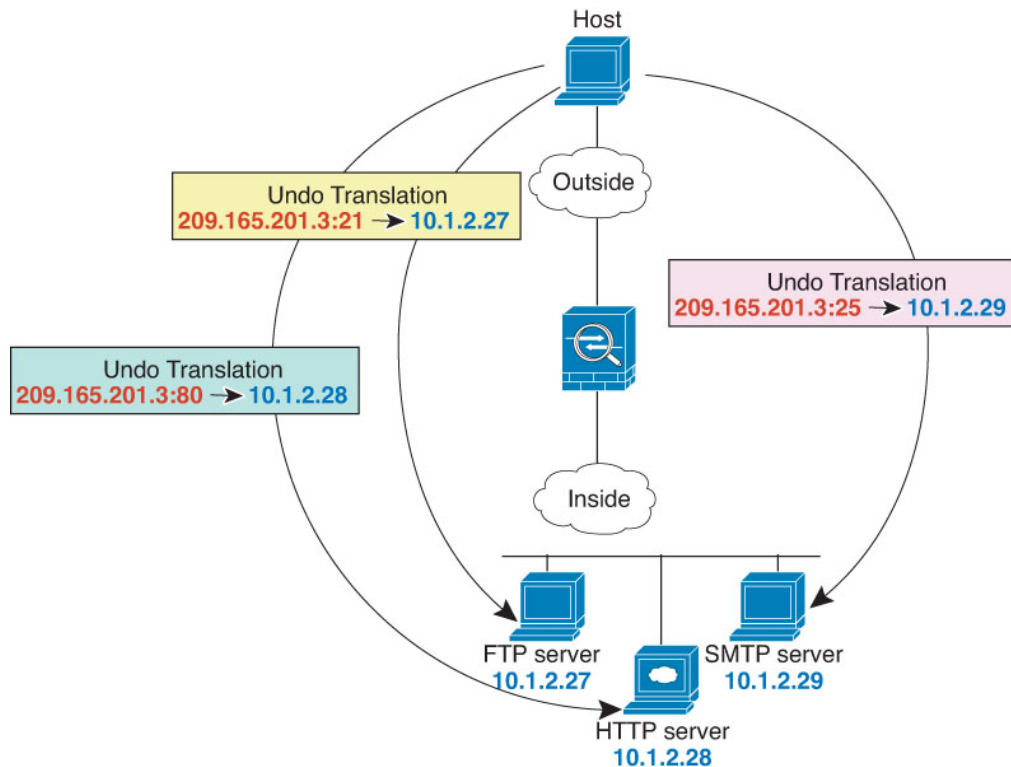 Host
Outside
Undo Translation
209.165.201.3:21 → 10.1.2.27
Undo Translation
209.165.201.3:25 → 10.1.2.29
Undo Translation
209.165.201.3:80 → 10.1.2.28
Inside
FTP server
10.1.2.27
SMTP server
10.1.2.29
HTTP server
10.1.2.28